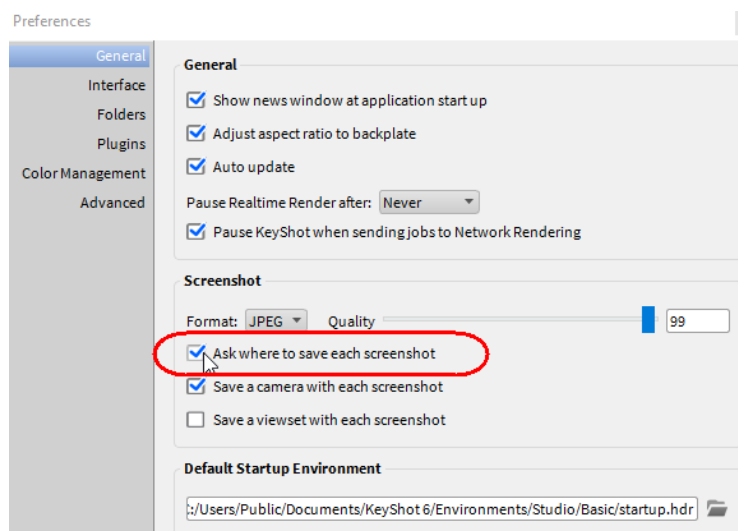 Preferences
General
Interface
Folders
Plugins
Color Management
Advanced
General
Show news window at application start up
Adjust aspect ratio to backplate
Auto update
Pause Realtime Render after: Never
Pause KeyShot when sending jobs to Network Rendering
Screenshot
Format: JPEG Quality 99
Ask where to save each screenshot
Save a camera with each screenshot
Save a viewset with each screenshot
Default Startup Environment
:/Users/Public/Documents/KeyShot 6/Environments/Studio/Basic/startup.hdr